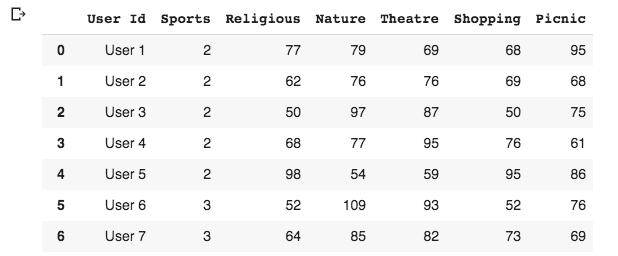 User Id Sports Religious Nature Theatre Shopping Picnic
0 User 1 2 77 79 69 68 95
1 User 2 2 62 76 76 69 68
2 User 3 2 50 97 87 50 75
3 User 4 2 68 77 95 76 61
4 User 5 2 98 54 59 95 86
5 User 6 3 52 109 93 52 76
6 User 7 3 64 85 82 73 69